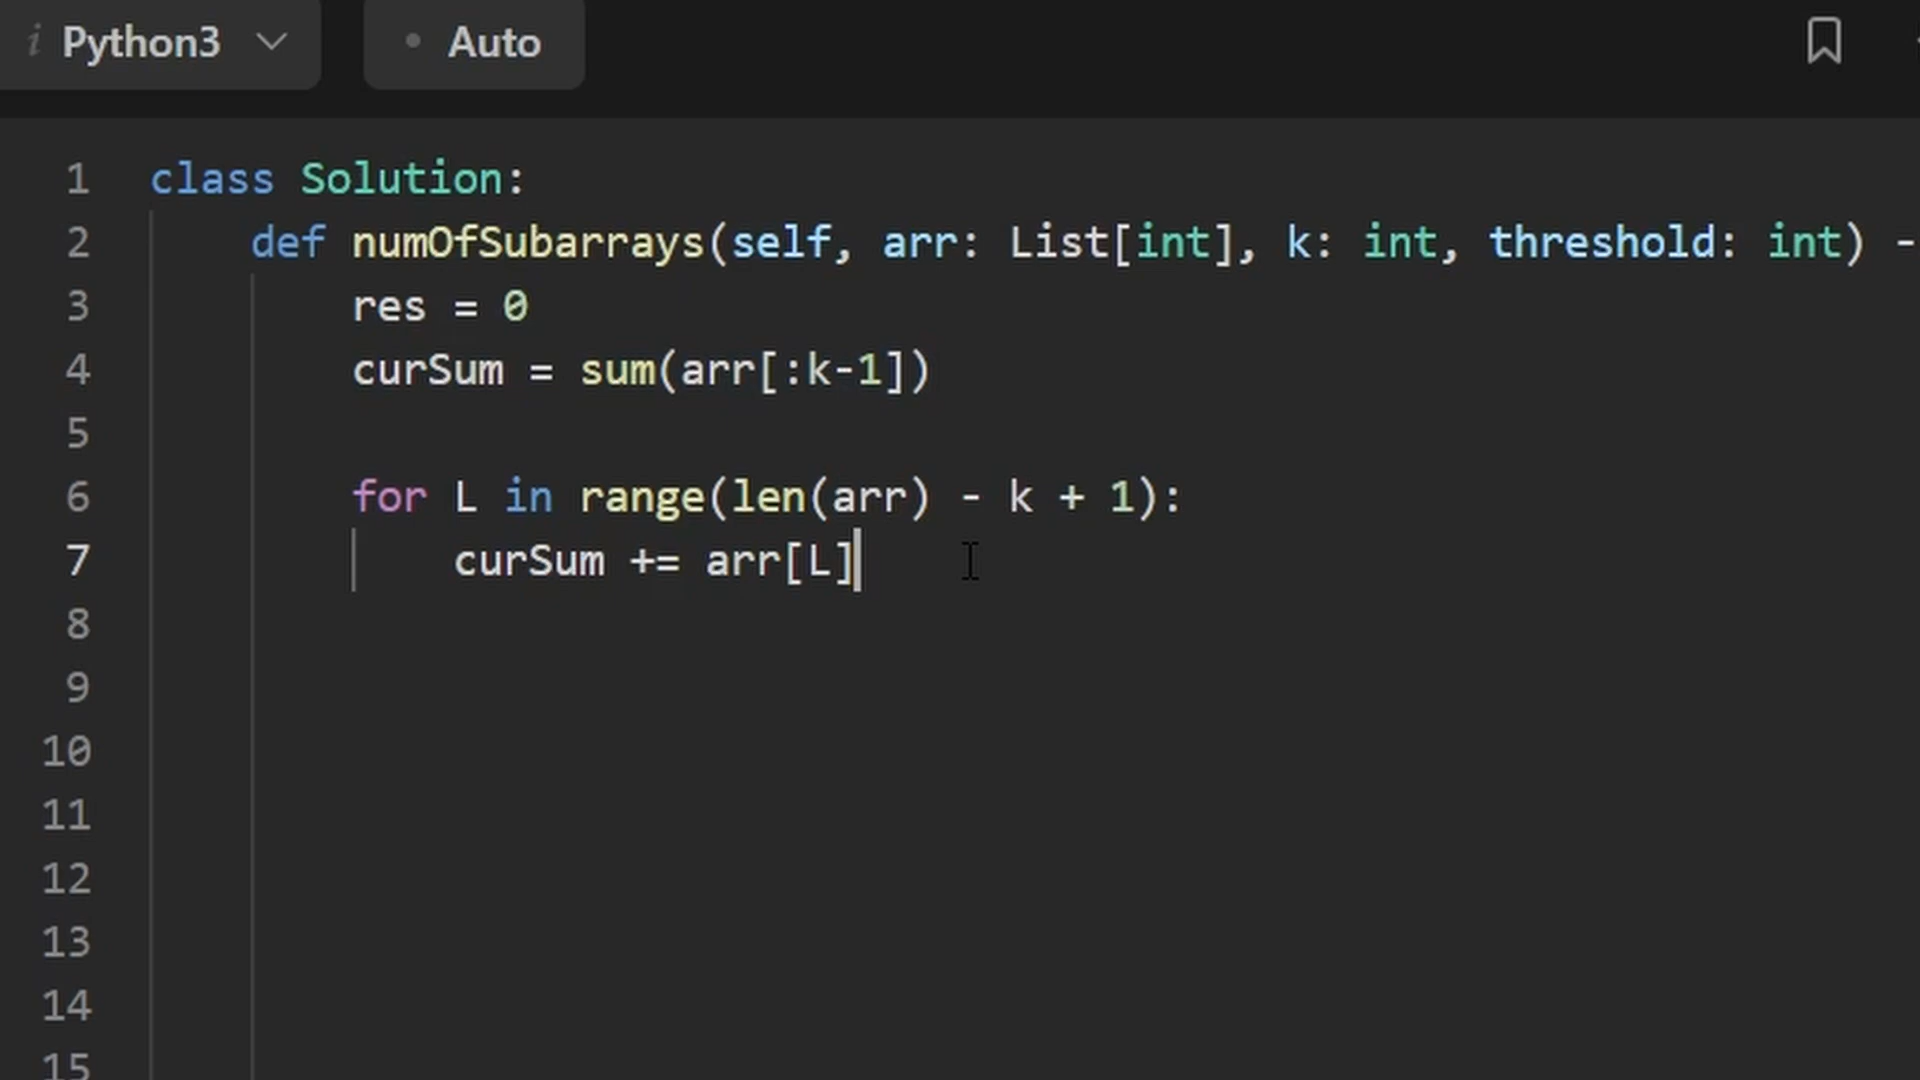 i Python3 Auto
1 class Solution:
2 def numOfSubarrays(self, arr: List[int], k: int, threshold: int) -
3 res = 0
4 curSum = sum(arr[:k-1])
5
6 for L in range(len(arr) - k + 1):
7 curSum += arr[L]
8
9
10
11
12
13
14
15